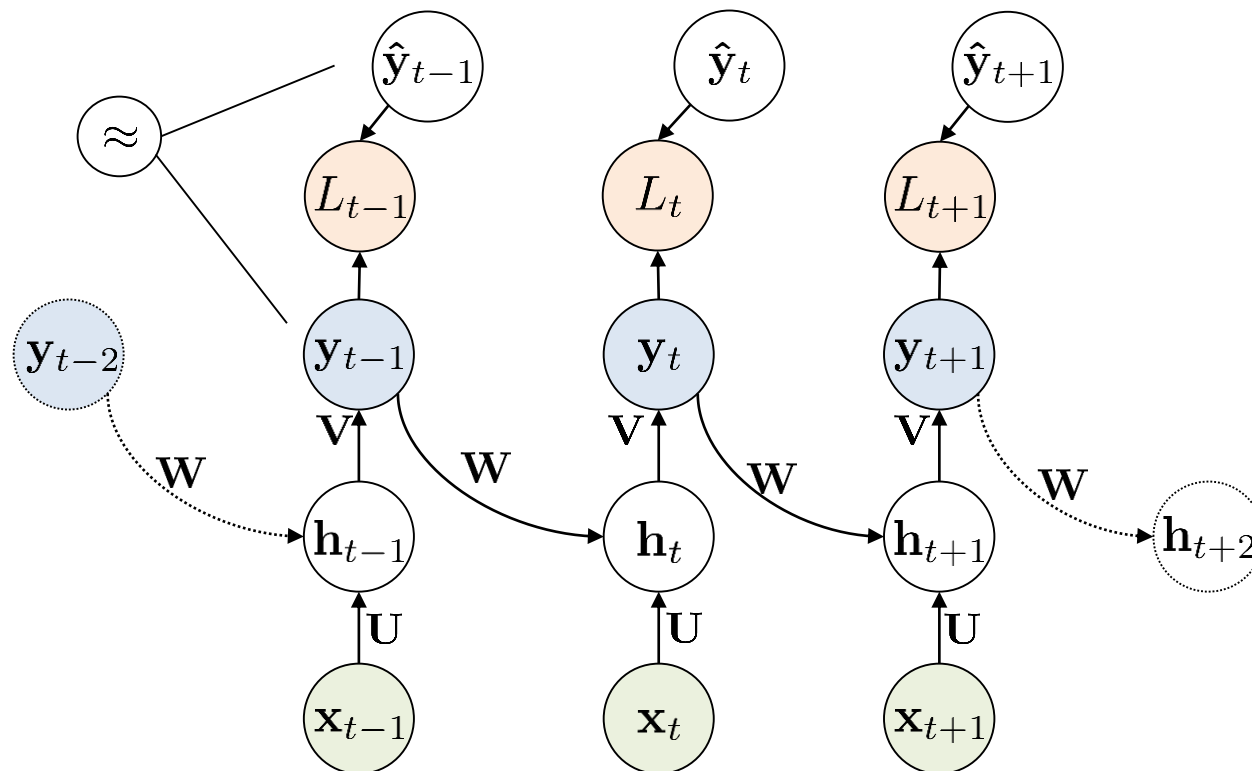 ŷ_{t−1} ŷ_t ŷ_{t+1}
≈
L_{t−1} L_t L_{t+1}
y_{t−2} y_{t−1} y_t y_{t+1}
V V V
W W W W
h_{t−1} h_t h_{t+1} h_{t+2}
U U U
x_{t−1} x_t x_{t+1}